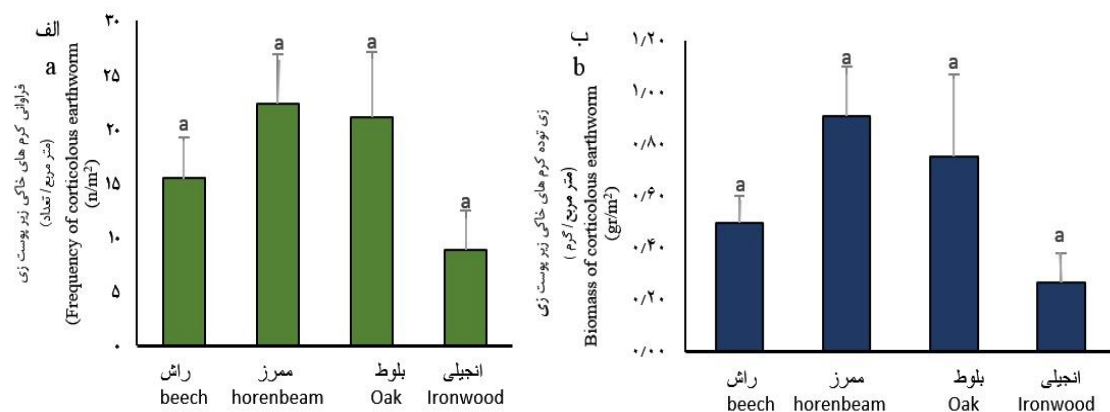 الف
a
فراوانی کرم های خاکی زیر پوست زی
(متر مربع/ تعداد)
(Frequency of corticolous earthworm
(n/m²)
۳۰
۲۵
۲۰
۱۵
۱۰
۵
۰
a
a
a
a
راش
ممرز
بلوط
انجیلی
beech
horenbeam
Oak
Ironwood
ب
b
زی توده کرم های خاکی زیر پوست زی
(متر مربع/ گرم )
Biomass of corticolous earthworm
(gr/m²)
۱/۲۰
۱/۰۰
۰/۸۰
۰/۶۰
۰/۴۰
۰/۲۰
۰/۰۰
a
a
a
a
راش
ممرز
بلوط
انجیلی
beech
horenbeam
Oak
Ironwood